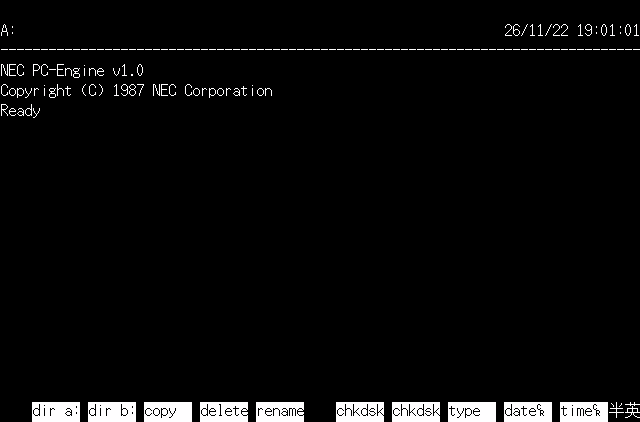 A: 26/11/22 19:01:01
NEC PC-Engine v1.0
Copyright (C) 1987 NEC Corporation
Ready
dir a: dir b: copy delete rename chkdsk chkdsk type date␍ time␍ 半英